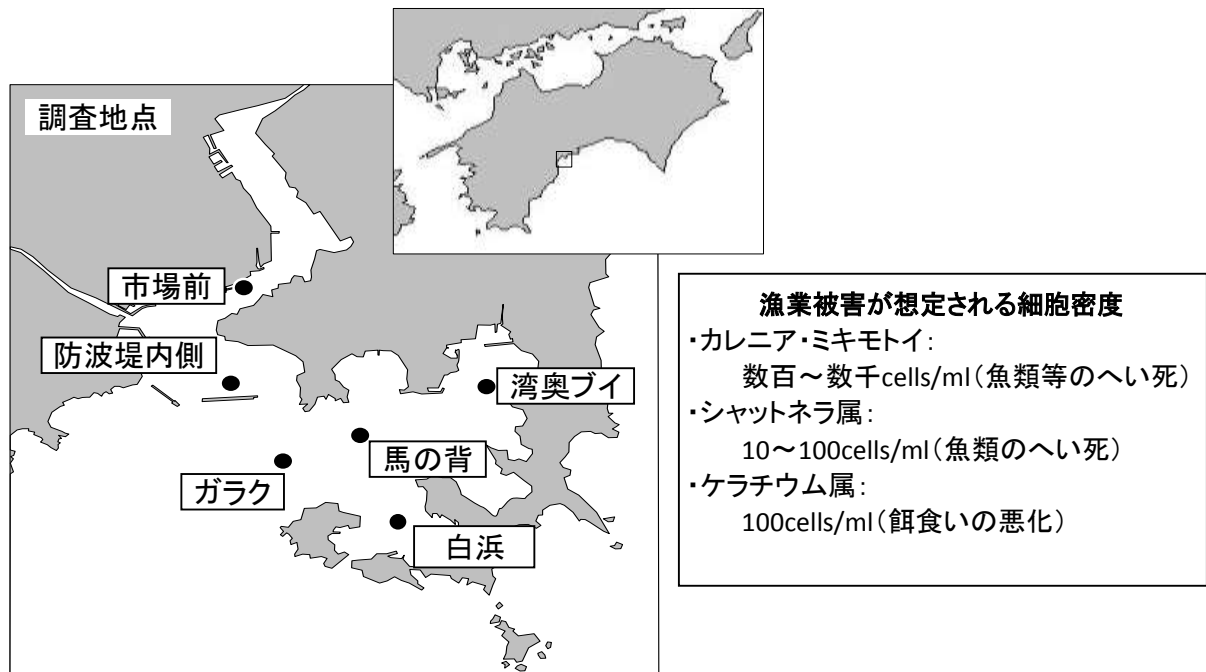 調査地点
市場前
防波堤内側
湾奥ブイ
馬の背
ガラク
白浜
漁業被害が想定される細胞密度
・カレニア・ミキモトイ:
数百～数千cells/ml(魚類等のへい死)
・シャットネラ属:
10～100cells/ml(魚類のへい死)
・ケラチウム属:
100cells/ml(餌食いの悪化)